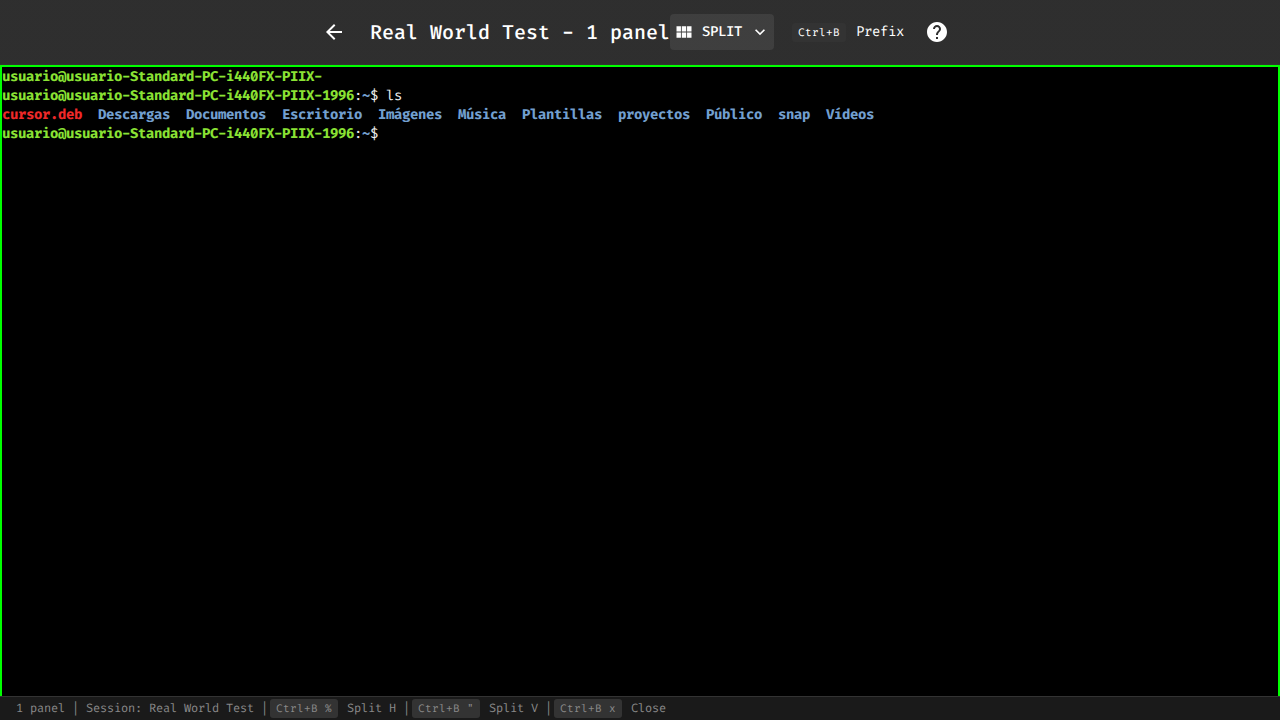 Real World Test - 1 panel SPLIT Ctrl+B Prefix
usuario@usuario-Standard-PC-i440FX-PIIX-
usuario@usuario-Standard-PC-i440FX-PIIX-1996:~$ ls
cursor.deb Descargas Documentos Escritorio Imágenes Música Plantillas proyectos Público snap Vídeos
usuario@usuario-Standard-PC-i440FX-PIIX-1996:~$
1 panel | Session: Real World Test | Ctrl+B % Split H | Ctrl+B " Split V | Ctrl+B x Close